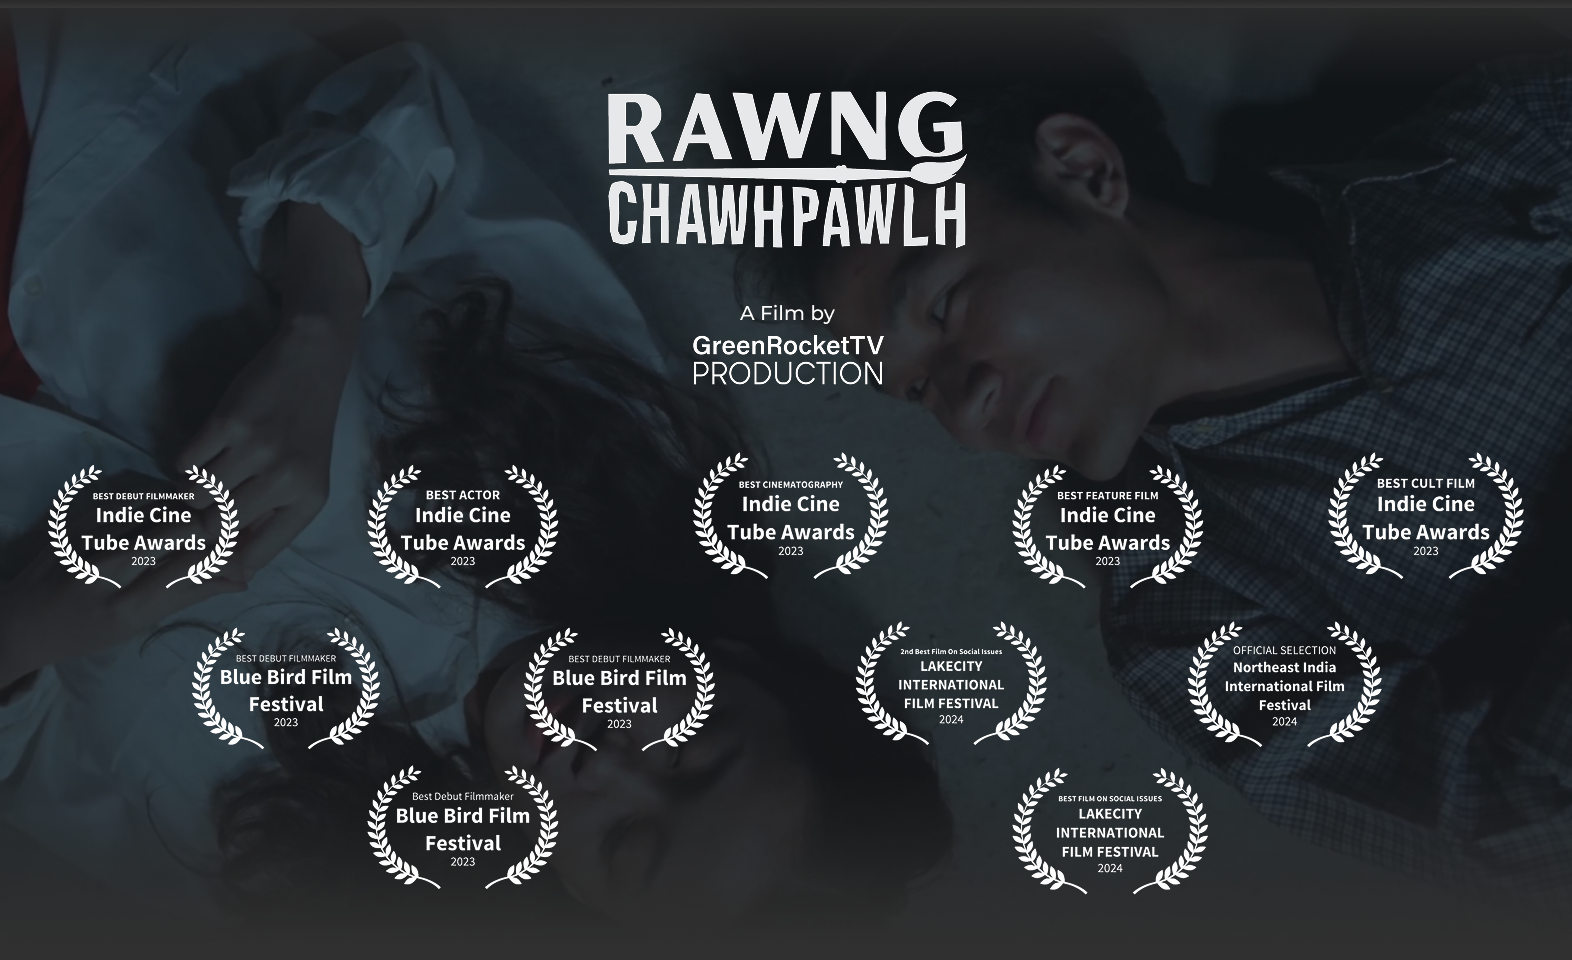 RAWNG
CHAWHPAWLH
A Film by
GreenRocketTV
PRODUCTION
BEST DEBUT FILMMAKER
Indie Cine
Tube Awards
2023
BEST ACTOR
Indie Cine
Tube Awards
2023
BEST CINEMATOGRAPHY
Indie Cine
Tube Awards
2023
BEST FEATURE FILM
Indie Cine
Tube Awards
2023
BEST CULT FILM
Indie Cine
Tube Awards
2023
BEST DEBUT FILMMAKER
Blue Bird Film
Festival
2023
BEST DEBUT FILMMAKER
Blue Bird Film
Festival
2023
2nd Best Film On Social Issues
LAKECITY
INTERNATIONAL
FILM FESTIVAL
2024
OFFICIAL SELECTION
Northeast India
International Film
Festival
2024
Best Debut Filmmaker
Blue Bird Film
Festival
2023
BEST FILM ON SOCIAL ISSUES
LAKECITY
INTERNATIONAL
FILM FESTIVAL
2024